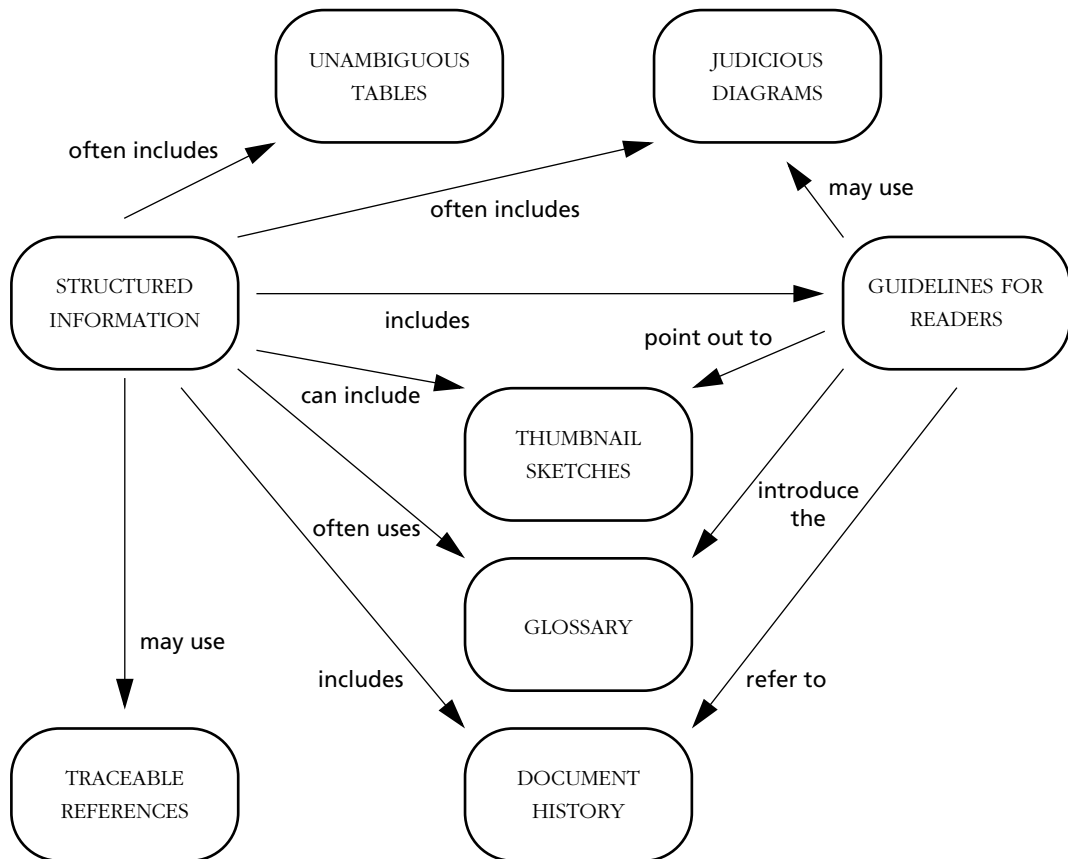 UNAMBIGUOUS
TABLES
JUDICIOUS
DIAGRAMS
often includes
often includes
may use
STRUCTURED
INFORMATION
includes
GUIDELINES FOR
READERS
point out to
can include
THUMBNAIL
SKETCHES
introduce
the
often uses
GLOSSARY
may use
includes
refer to
TRACEABLE
REFERENCES
DOCUMENT
HISTORY